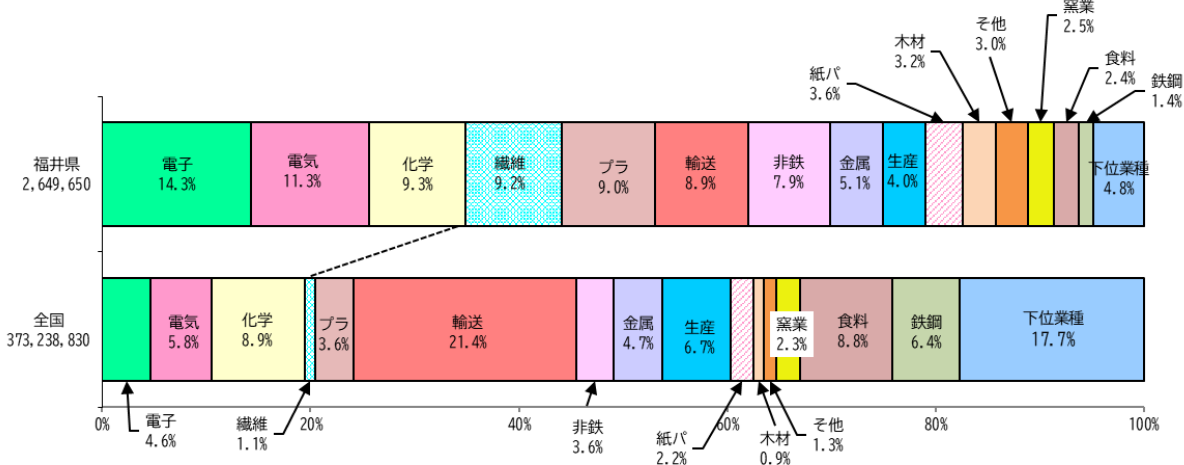 窯業
2.5%
そ他
3.0%
木材
3.2%
食料
2.4%
紙パ
3.6%
鉄鋼
1.4%
福井県
2,649,650
電子
14.3%
電気
11.3%
化学
9.3%
繊維
9.2%
プラ
9.0%
輸送
8.9%
非鉄
7.9%
金属
5.1%
生産
4.0%
下位業種
4.8%
全国
373,238,830
電気
5.8%
化学
8.9%
プラ
3.6%
輸送
21.4%
金属
4.7%
生産
6.7%
窯業
2.3%
食料
8.8%
鉄鋼
6.4%
下位業種
17.7%
0%
20%
40%
60%
80%
100%
電子
4.6%
繊維
1.1%
非鉄
3.6%
紙パ
2.2%
木材
0.9%
そ他
1.3%